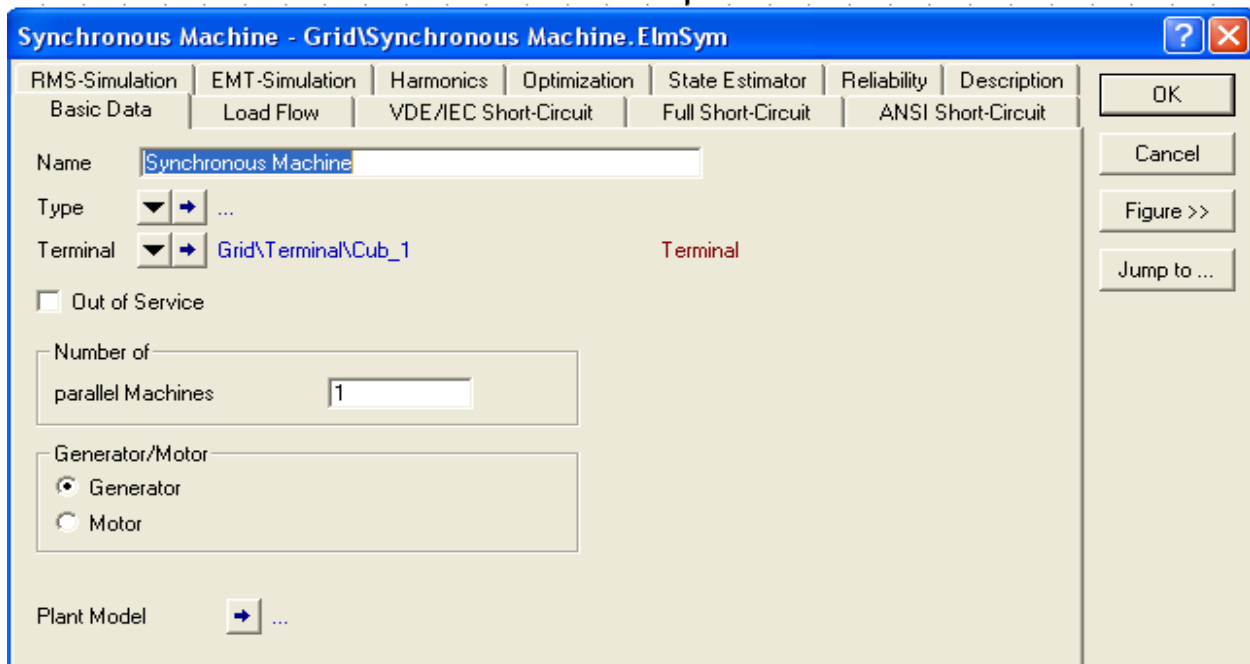 Synchronous Machine - Grid\Synchronous Machine.ElmSym
RMS-Simulation EMT-Simulation Harmonics Optimization State Estimator Reliability Description
Basic Data Load Flow VDE/IEC Short-Circuit Full Short-Circuit ANSI Short-Circuit
OK
Cancel
Figure >>
Jump to ...
Name Synchronous Machine
Type ...
Terminal Grid\Terminal\Cub_1 Terminal
Out of Service
Number of
parallel Machines 1
Generator/Motor
Generator
Motor
Plant Model ...